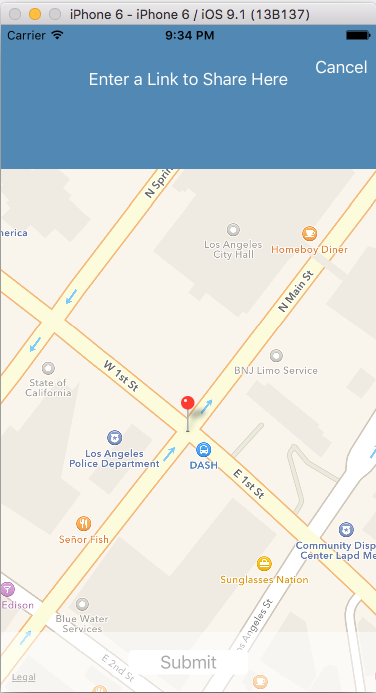 iPhone 6 - iPhone 6 / iOS 9.1 (13B137)
Carrier 9:34 PM
Cancel
Enter a Link to Share Here
N Sprin
nerica
Los Angeles
City Hall
Homeboy Diner
N Main St
BNJ Limo Service
State of
California
W 1st St
Los Angeles
Police Department
DASH
E 1st St
Señor Fish
Community Disp
Center Lapd Me
Sunglasses Nation
Edison
Blue Water
Services
os Angeles St
E 2nd St
Submit
Legal